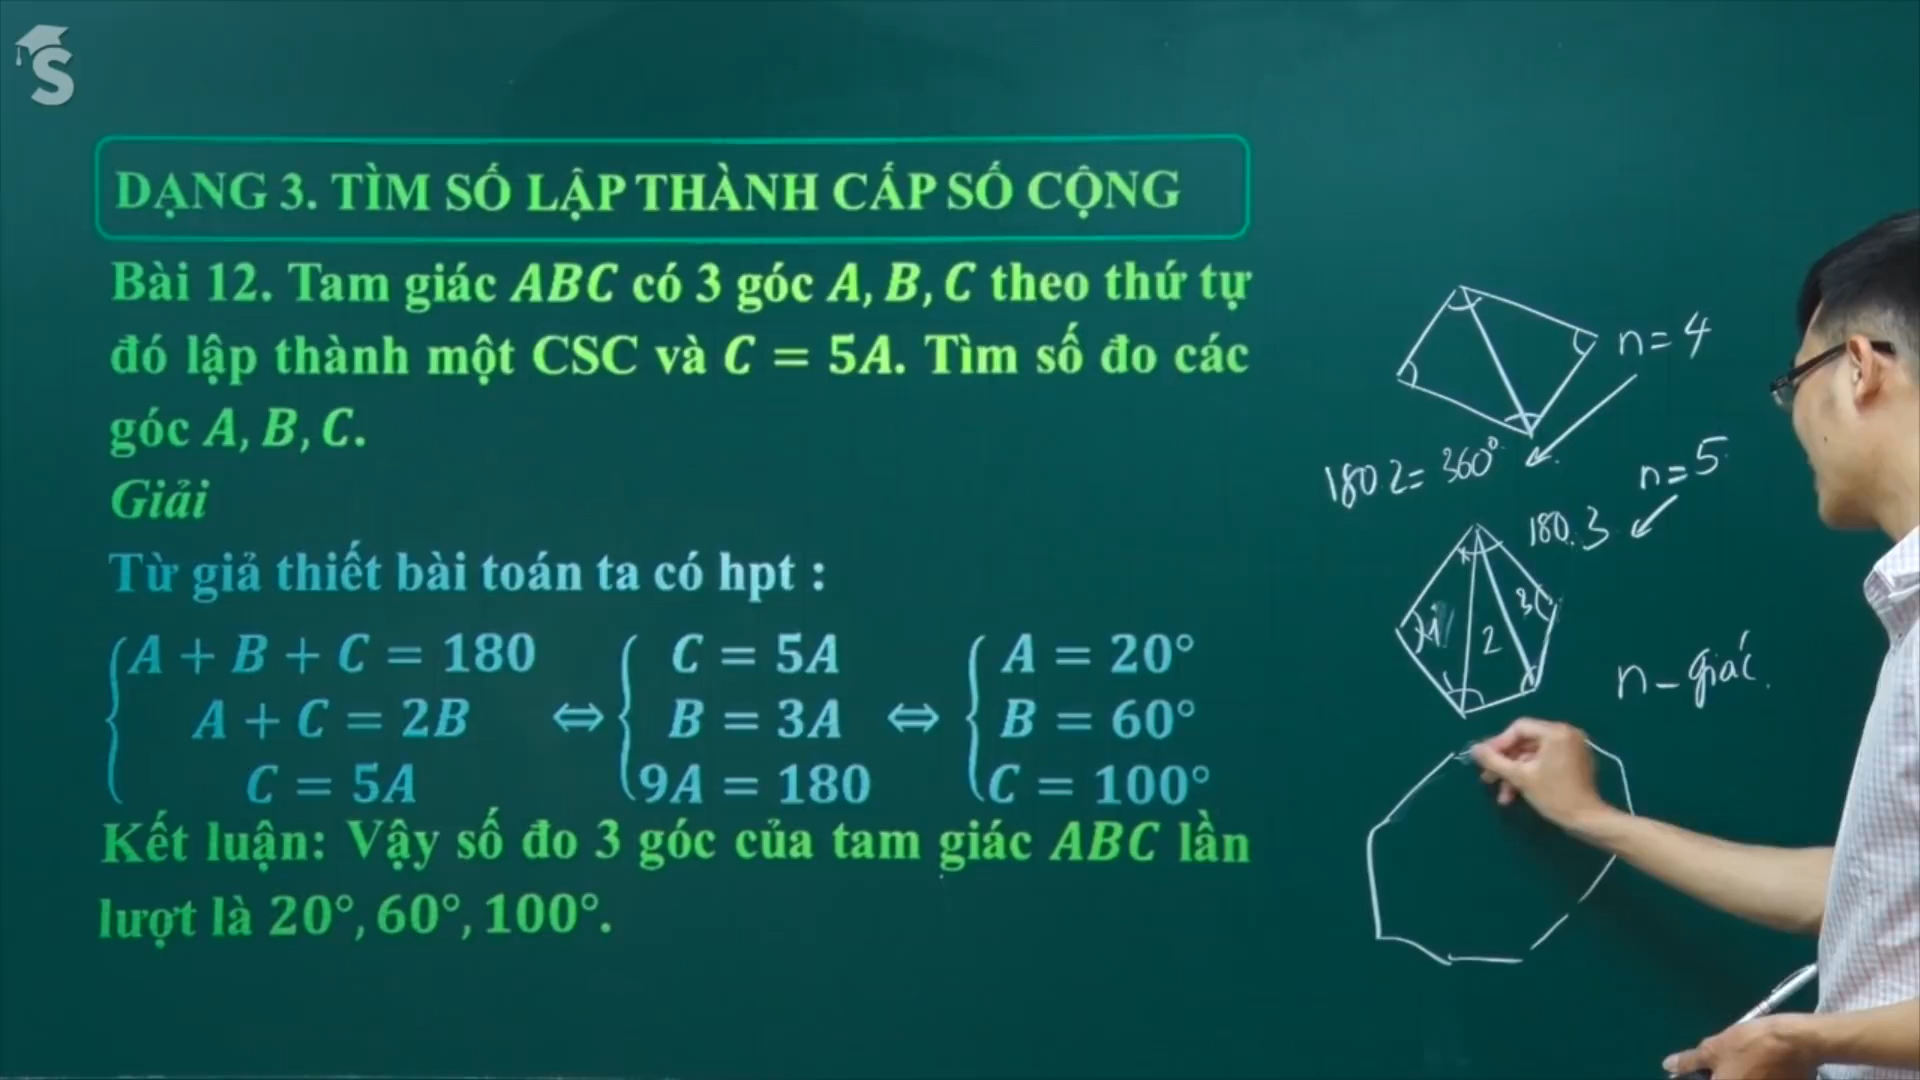 S
DẠNG 3. TÌM SỐ LẬP THÀNH CẤP SỐ CỘNG
Bài 12. Tam giác ABC có 3 góc A, B, C theo thứ tự
đó lập thành một CSC và C = 5A. Tìm số đo các
góc A, B, C.
Giải
Từ giả thiết bài toán ta có hpt :
{A + B + C = 180 {C = 5A {A = 20°
A + C = 2B ⇔ B = 3A ⇔ B = 60°
C = 5A 9A = 180 C = 100°
Kết luận: Vậy số đo 3 góc của tam giác ABC lần
lượt là 20°, 60°, 100°.
n = 4
180.2 = 360°
n = 5
180.3
1 2 3
n - giác